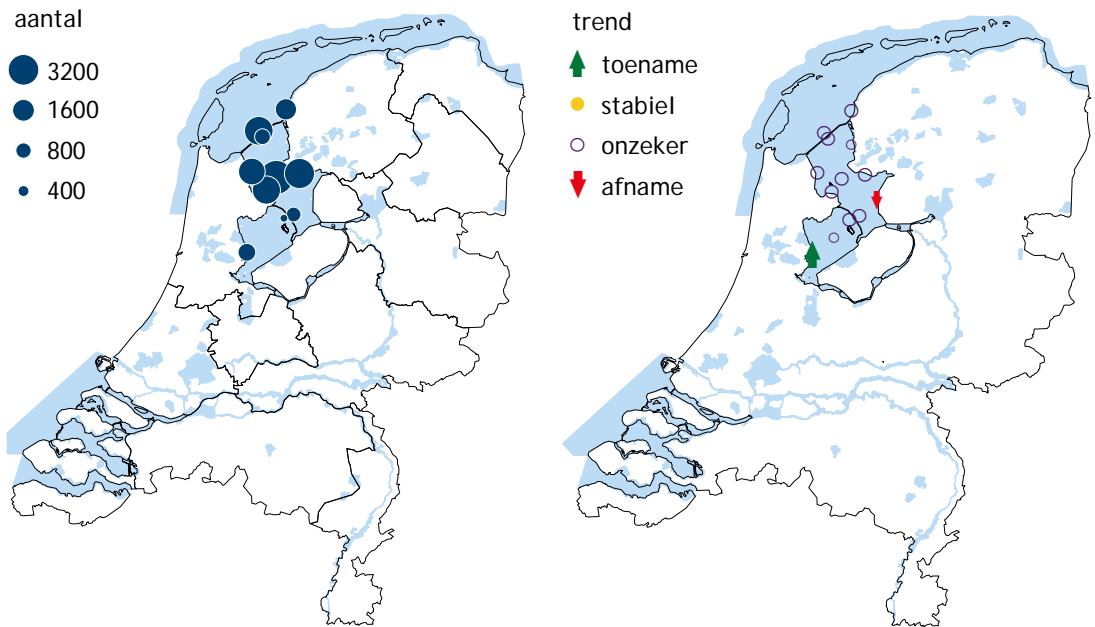 aantal
3200
1600
800
400
trend
toename
stabiel
onzeker
afname